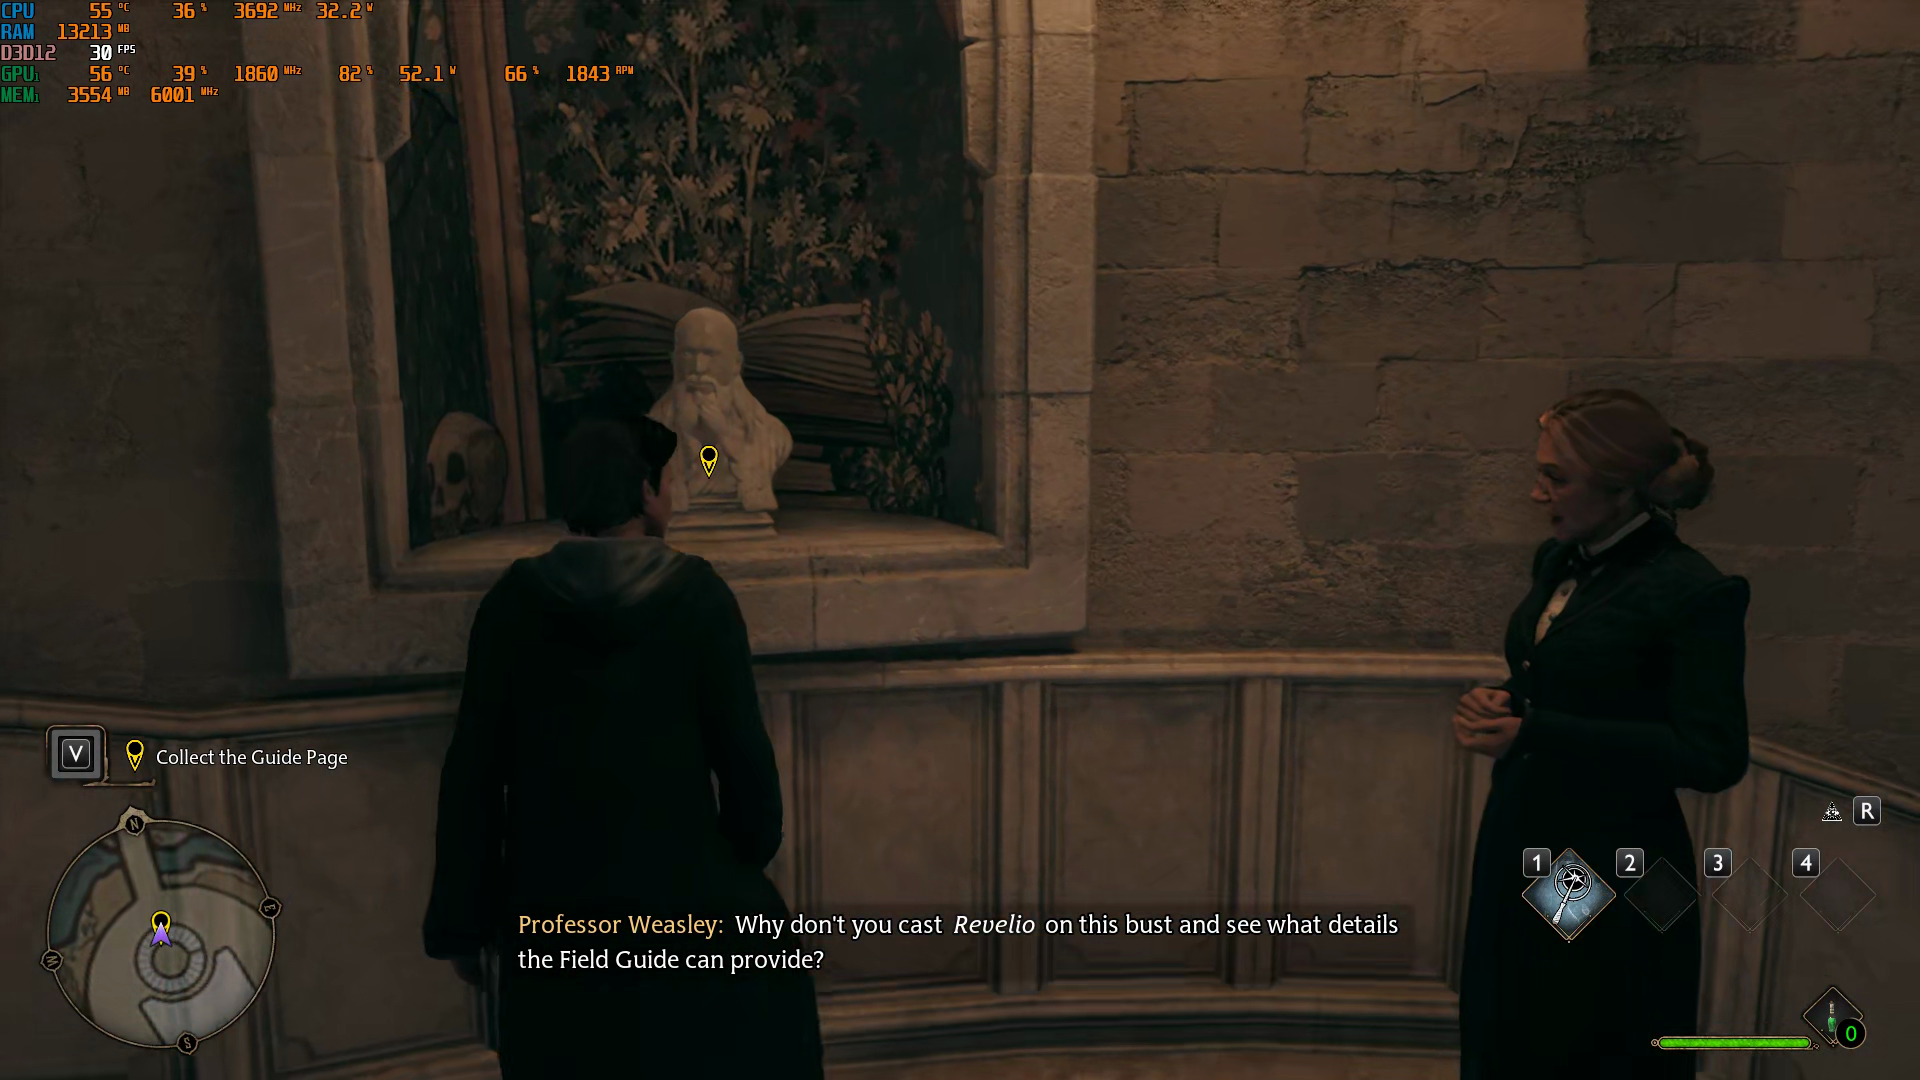 CPU 55 °C 36 % 3692 MHz 32.2 W
RAM 13213 MB
D3D12 30 FPS
GPU1 56 °C 39 % 1860 MHz 82 % 52.1 W 66 % 1843 RPM
MEM1 3554 MB 6001 MHz
V Collect the Guide Page
N
E
W
S
R
1 2 3 4
Professor Weasley: Why don't you cast Revelio on this bust and see what details
the Field Guide can provide?
0